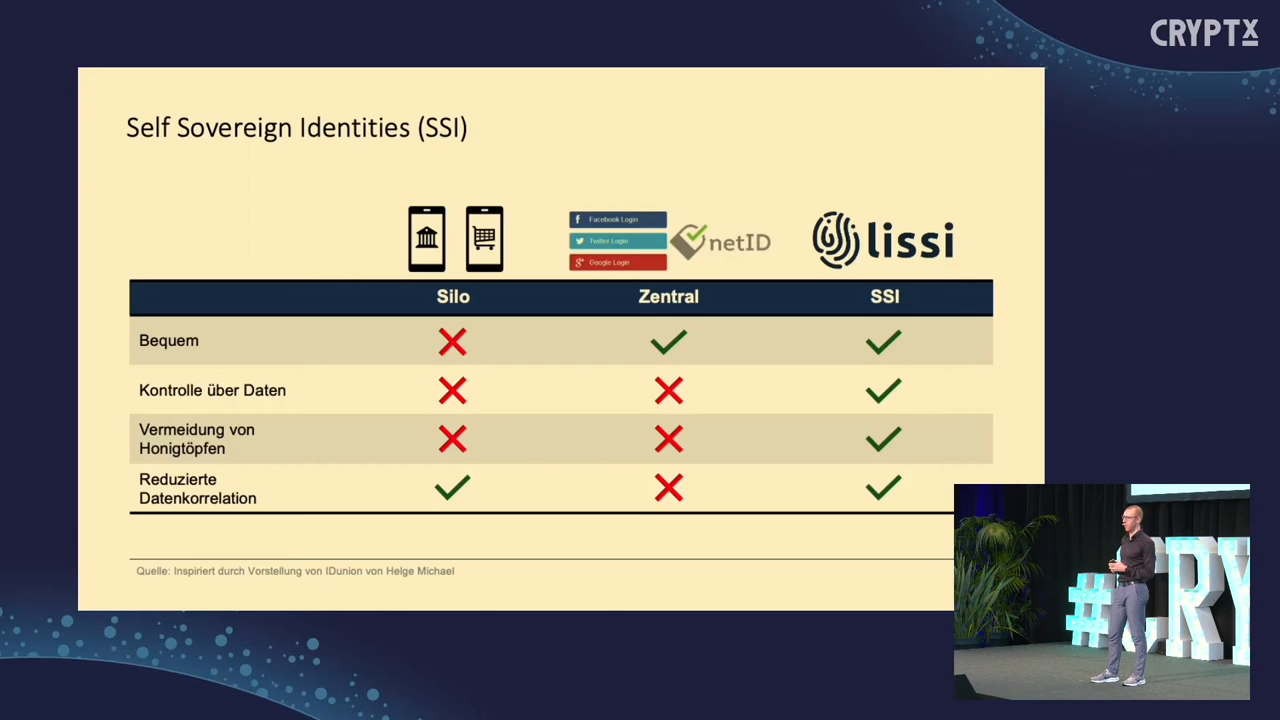 CRYPTX
Self Sovereign Identities (SSI)
Facebook Login
Twitter Login
Google Login
netID
lissi
Silo
Zentral
SSI
Bequem
Kontrolle über Daten
Vermeidung von
Honigtöpfen
Reduzierte
Datenkorrelation
Quelle: Inspiriert durch Vorstellung von IDunion von Helge Michael
#CRY